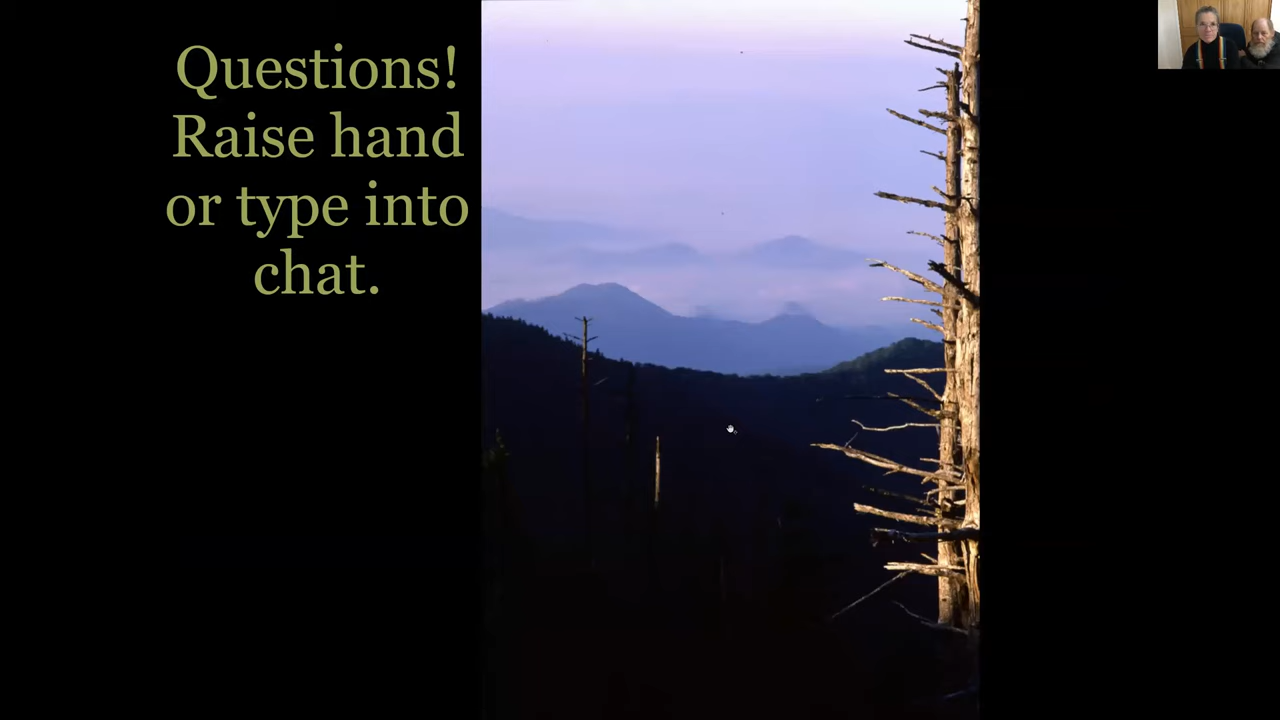 Questions!
Raise hand
or type into
chat.